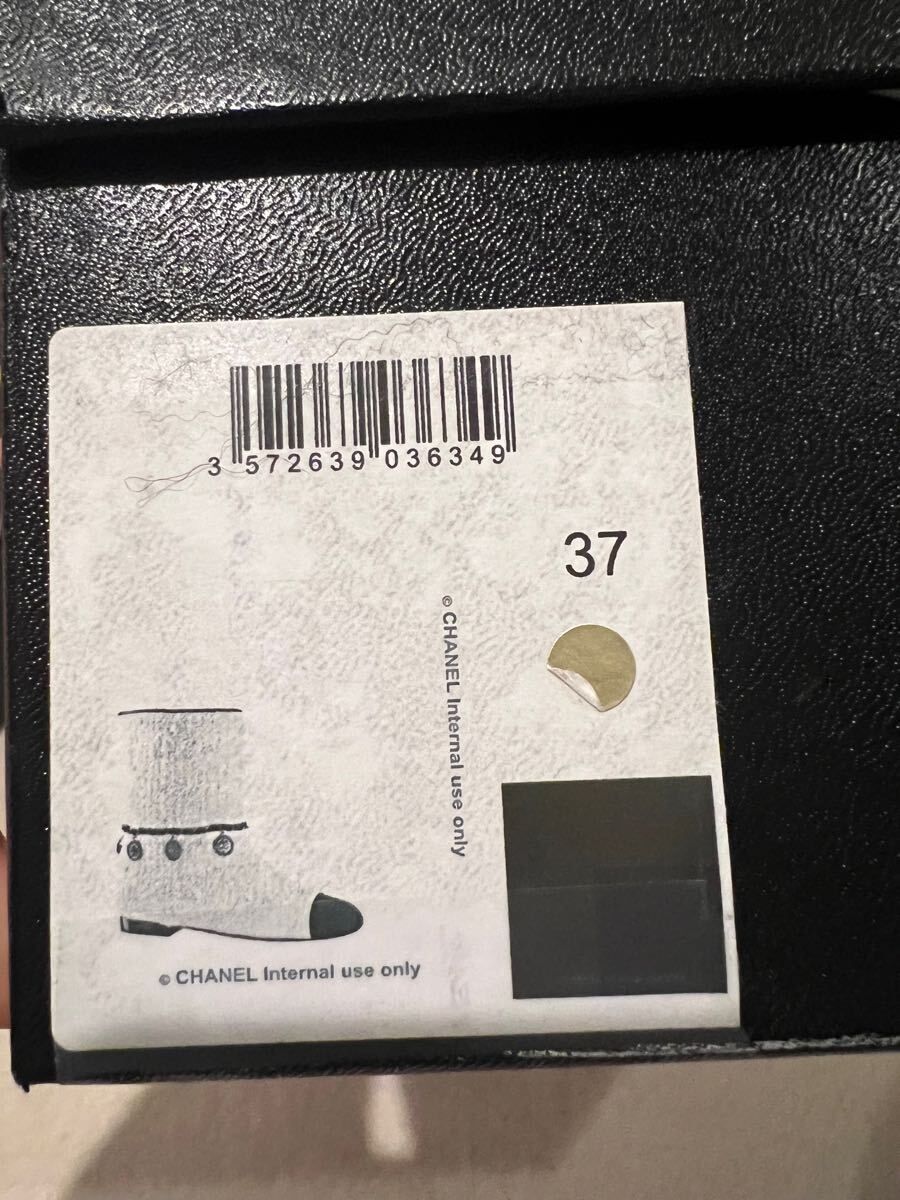 3 572639 036349
37
© CHANEL Internal use only
© CHANEL Internal use only